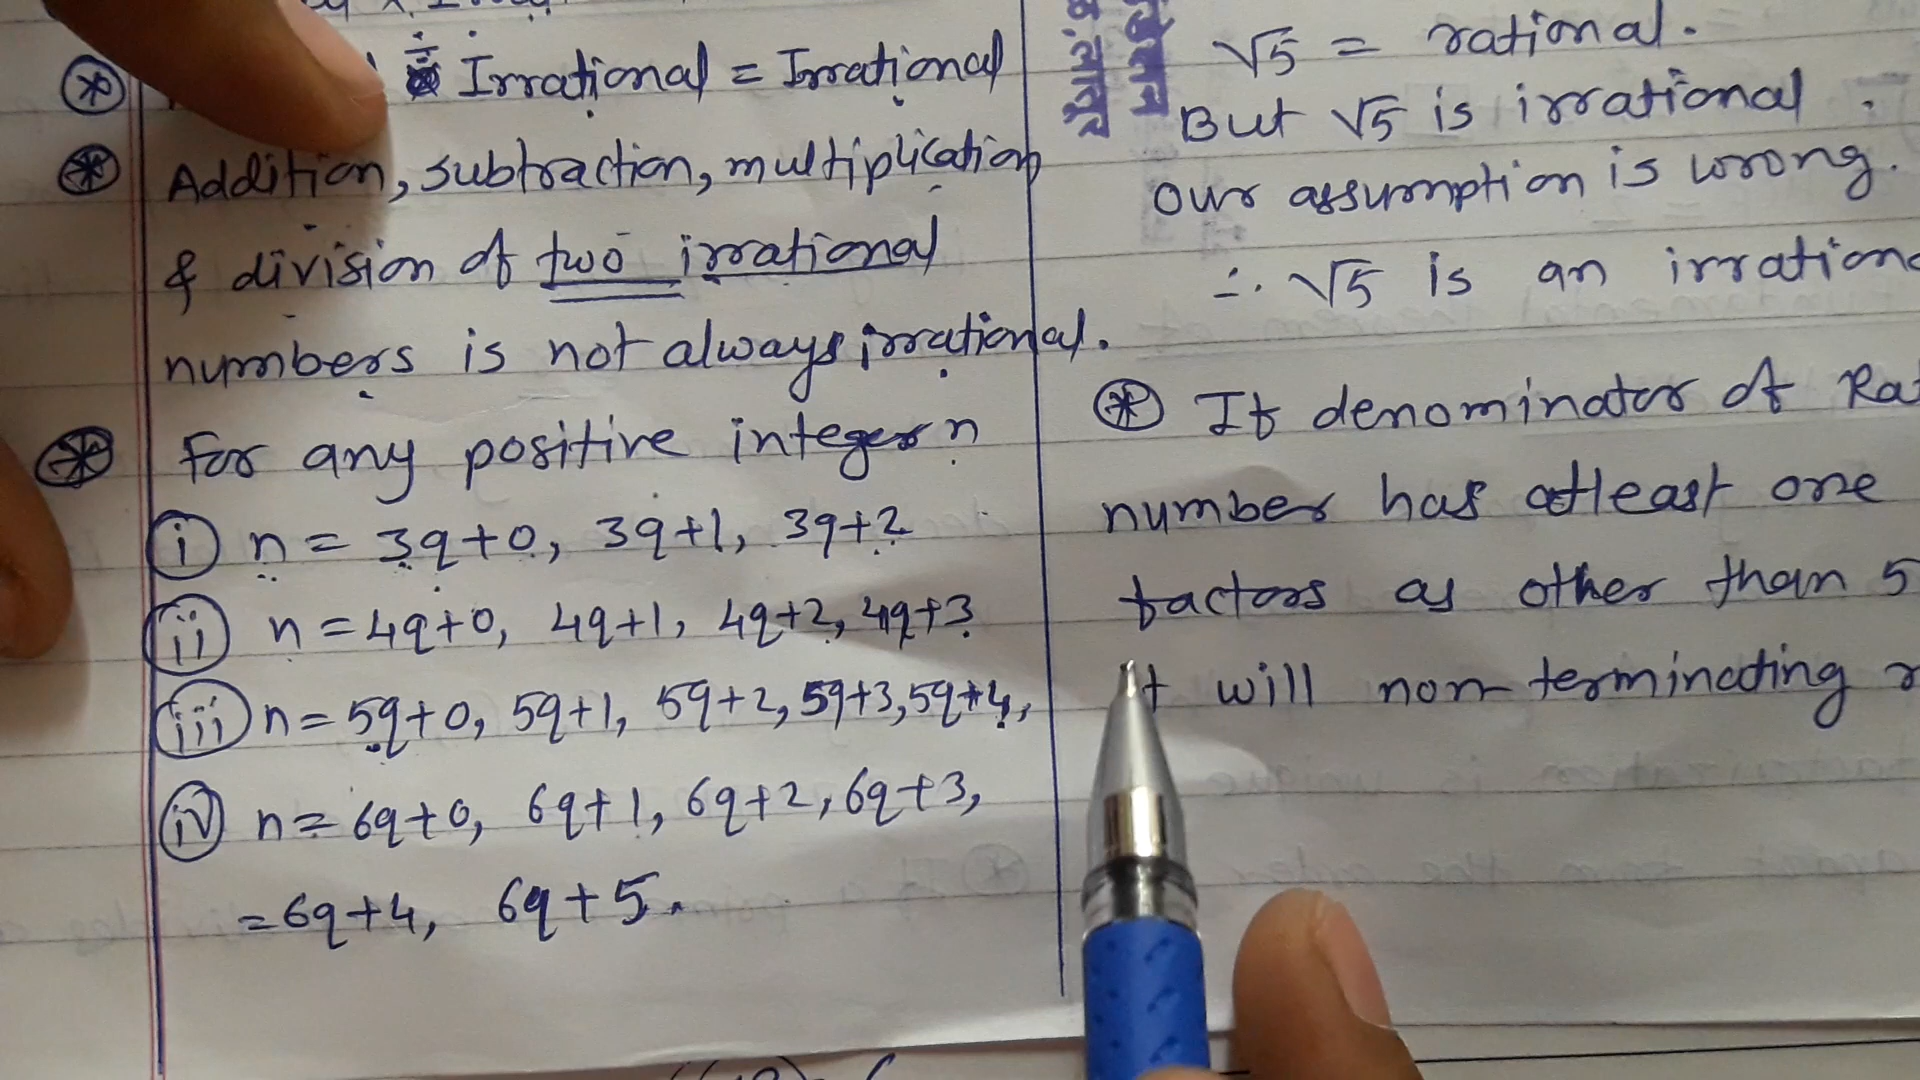 ÷ Irrational = Irrational
Addition, subtraction, multiplication
& division of two irrational
numbers is not always irrational.
For any positive integer n
(i) n = 3q+0, 3q+1, 3q+2
(ii) n = 4q+0, 4q+1, 4q+2, 4q+3
(iii) n = 5q+0, 5q+1, 5q+2, 5q+3, 5q+4,
(iv) n = 6q+0, 6q+1, 6q+2, 6q+3,
= 6q+4, 6q+5.
√5 = rational.
But √5 is irrational.
our assumption is wrong.
∴ √5 is an irration
If denominator of Rat
number has atleast one
factors as other than 5
it will non-terminating r